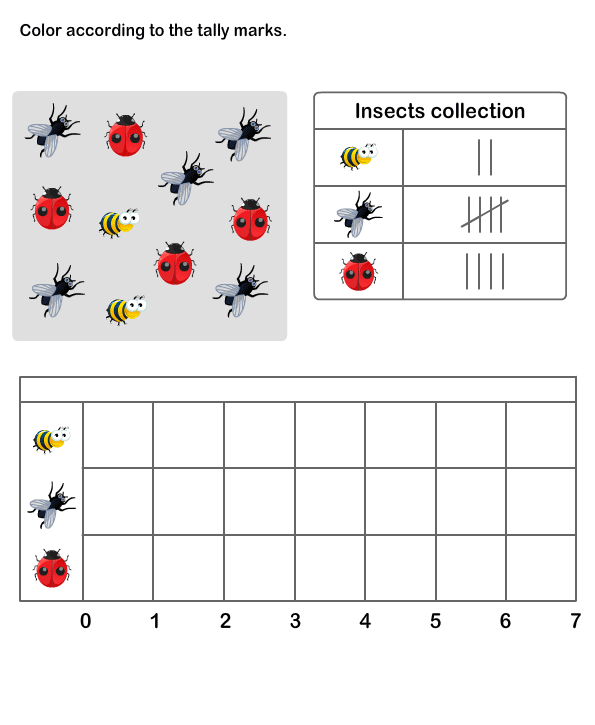 Color according to the tally marks.
Insects collection
0 1 2 3 4 5 6 7